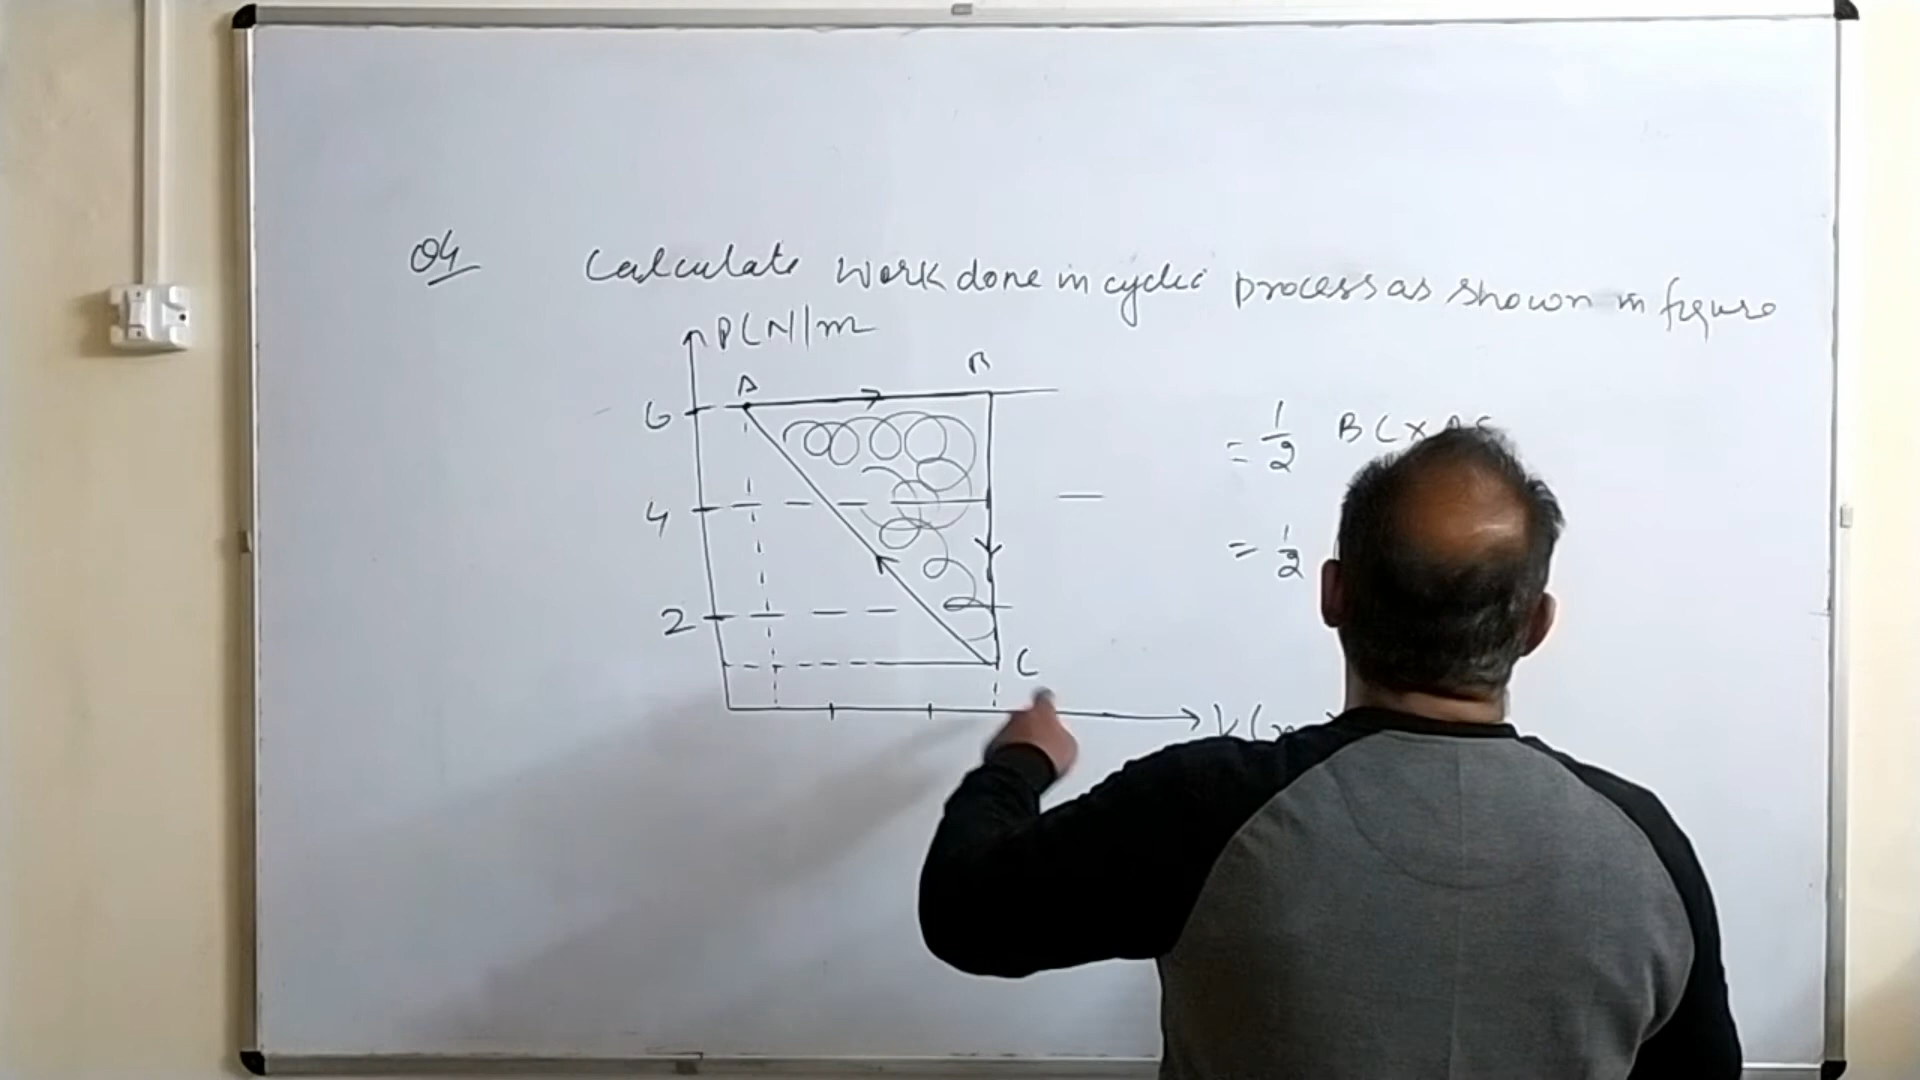 Q4 Calculate work done in cyclic process as shown in figure
P(N/m
A B
6
= 1/2 BC×
4
= 1/2
2
C
V(m